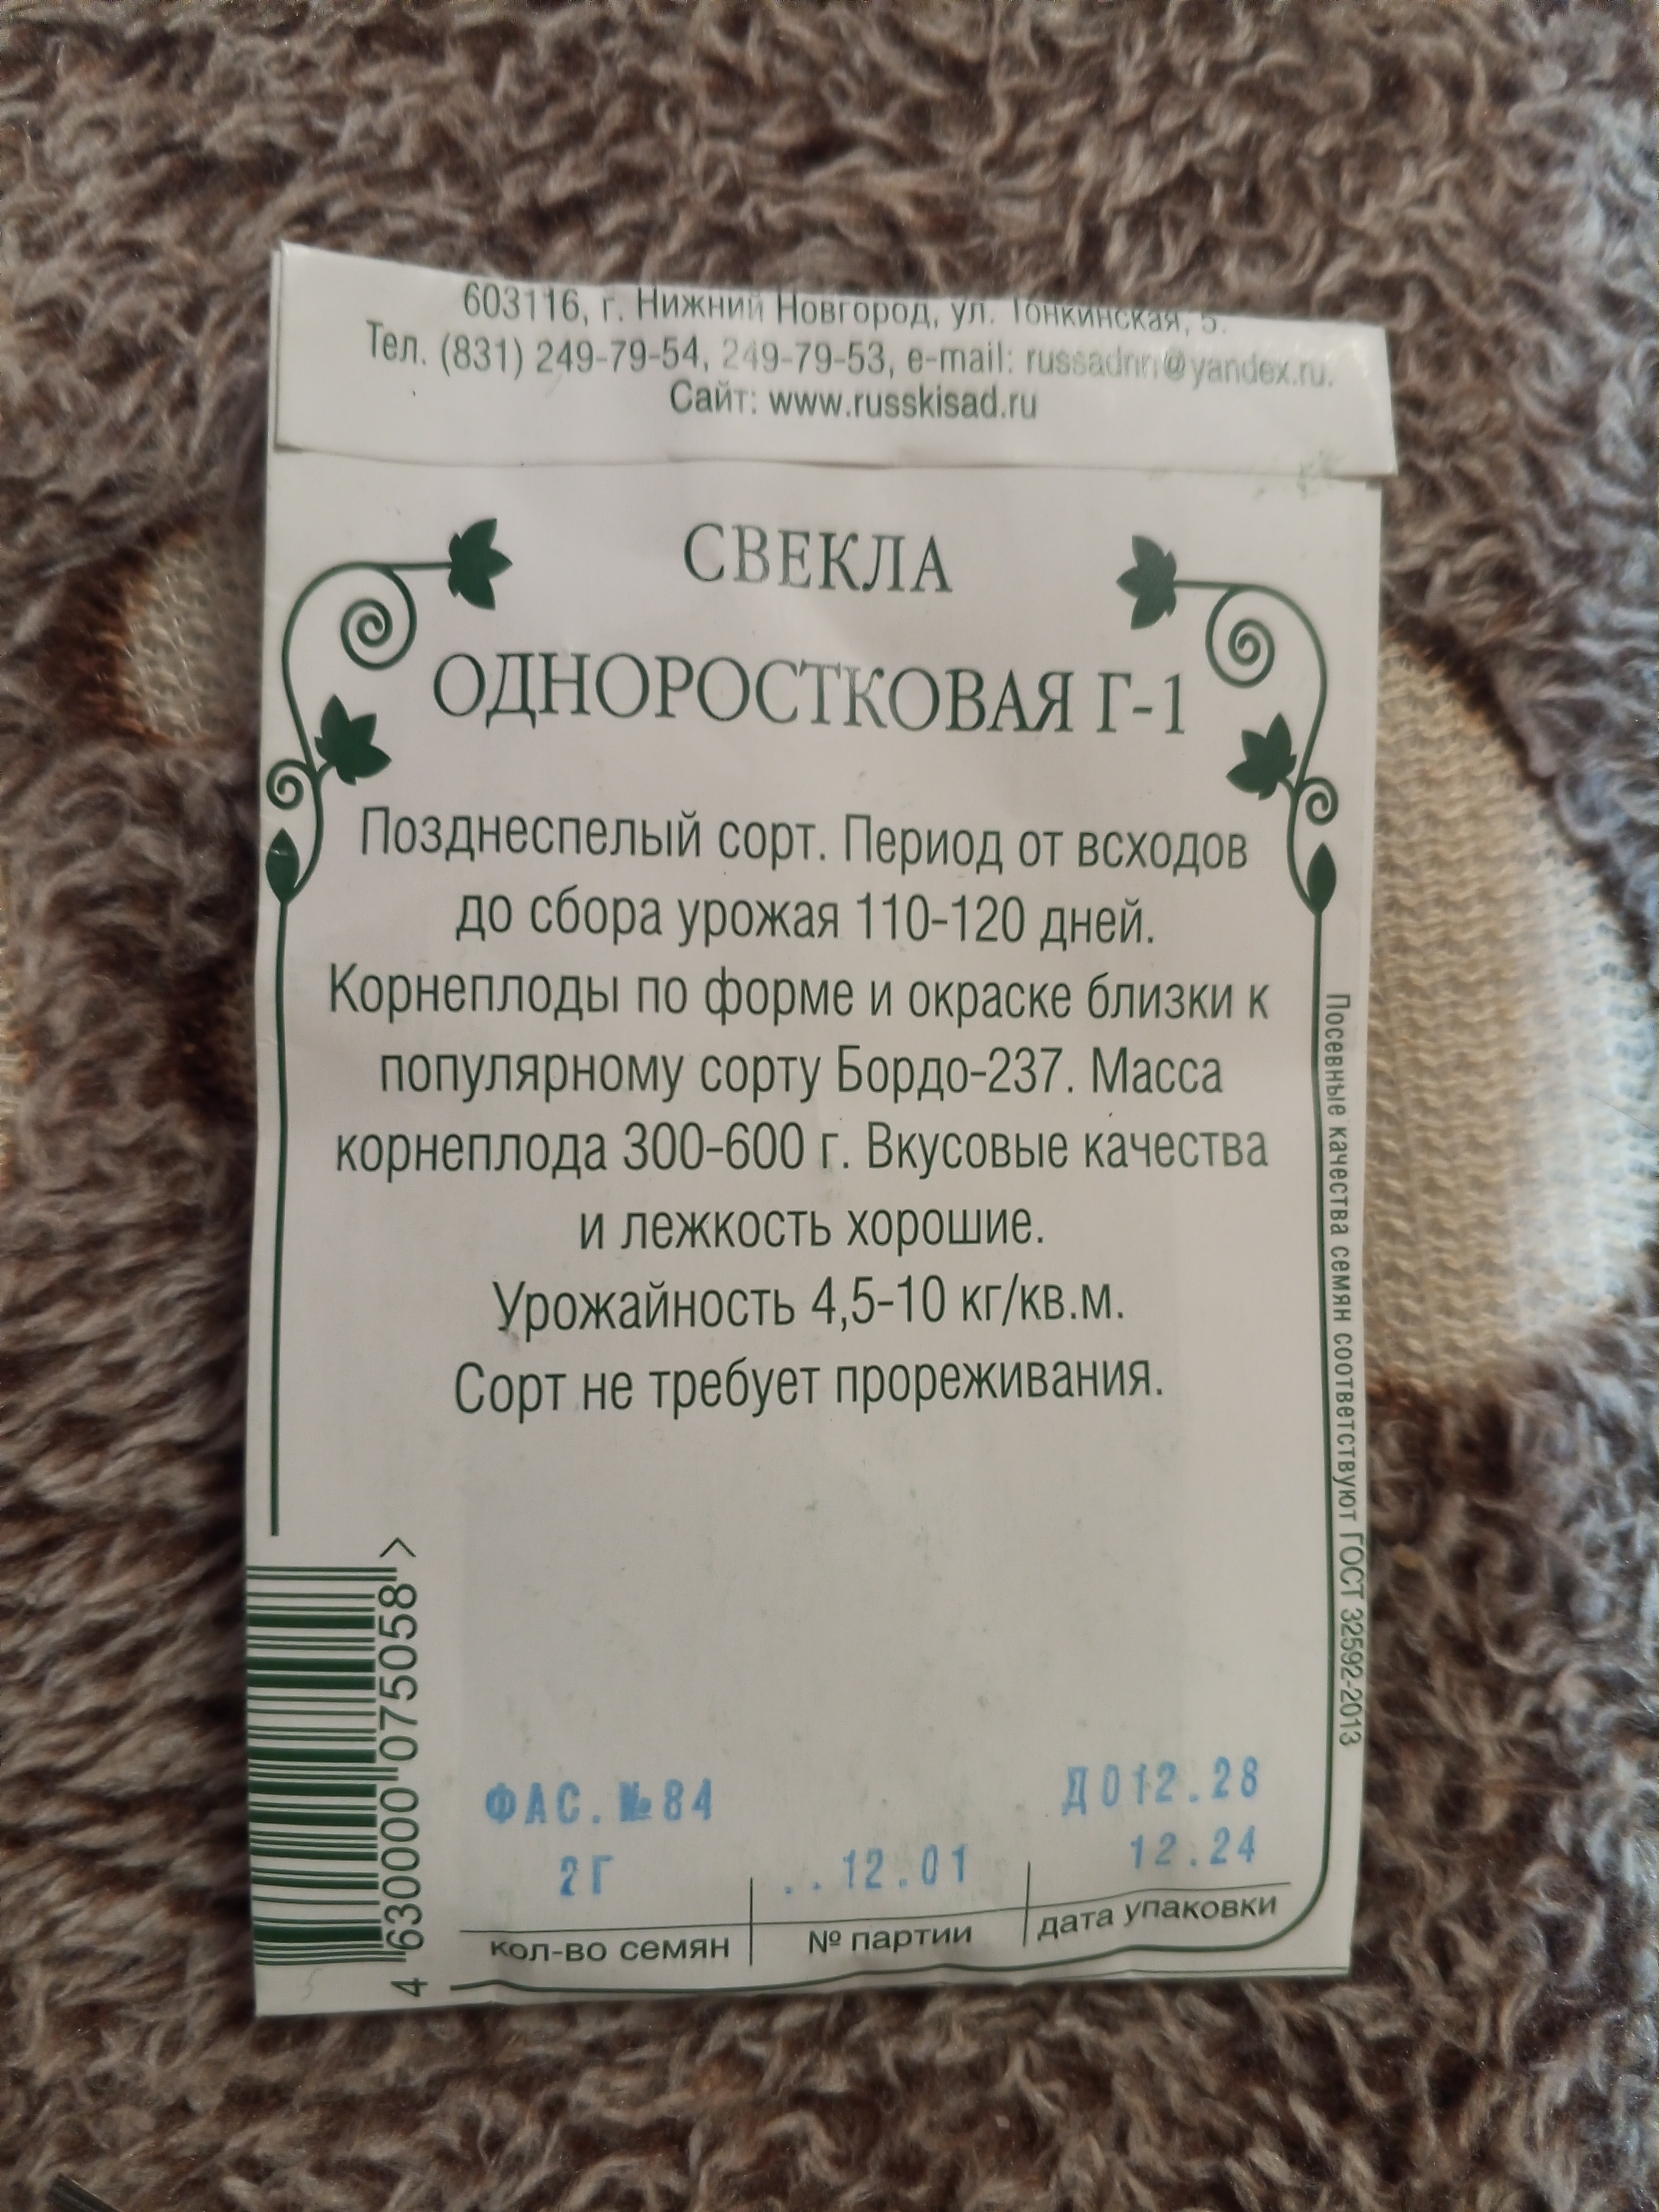 603116, г. Нижний Новгород, ул. Тонкинская, 5.
Тел. (831) 249-79-54, 249-79-53, e-mail: russadnn@yandex.ru.
Сайт: www.russkisad.ru
СВЕКЛА
ОДНОРОСТКОВАЯ Г-1
Позднеспелый сорт. Период от всходов
до сбора урожая 110-120 дней.
Корнеплоды по форме и окраске близки к
популярному сорту Бордо-237. Масса
корнеплода 300-600 г. Вкусовые качества
и лежкость хорошие.
Урожайность 4,5-10 кг/кв.м.
Сорт не требует прореживания.
Посевные качества семян соответствуют ГОСТ 32592-2013
4 630000 075058 >
ФАС. №84
ДО12.28
2Г
..12.01
12.24
кол-во семян
№ партии
дата упаковки